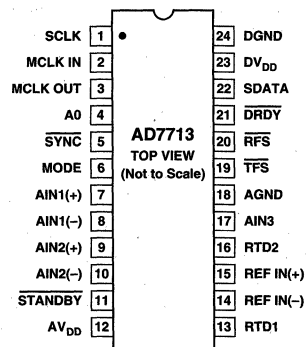 SCLK 1 24 DGND
MCLK IN 2 23 DVDD
MCLK OUT 3 22 SDATA
A0 4 21 DRDY
SYNC 5 AD7713 20 RFS
MODE 6 TOP VIEW 19 TFS
AIN1(+) 7 (Not to Scale) 18 AGND
AIN1(–) 8 17 AIN3
AIN2(+) 9 16 RTD2
AIN2(–) 10 15 REF IN(+)
STANDBY 11 14 REF IN(–)
AVDD 12 13 RTD1